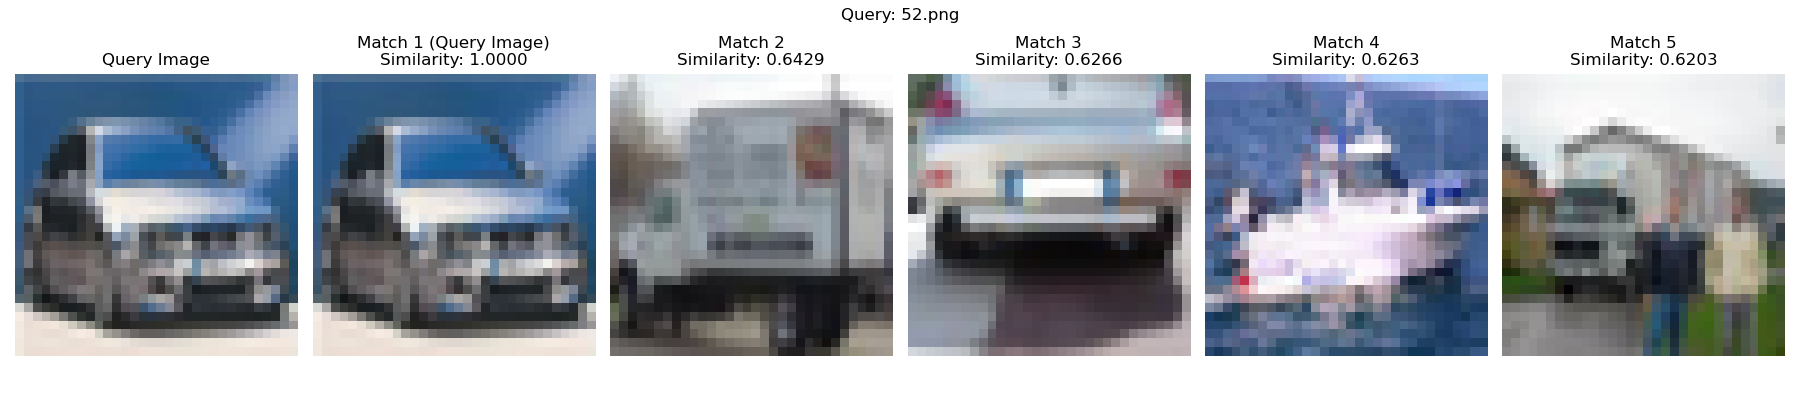 Query: 52.png
Query Image
Match 1 (Query Image)
Similarity: 1.0000
Match 2
Similarity: 0.6429
Match 3
Similarity: 0.6266
Match 4
Similarity: 0.6263
Match 5
Similarity: 0.6203